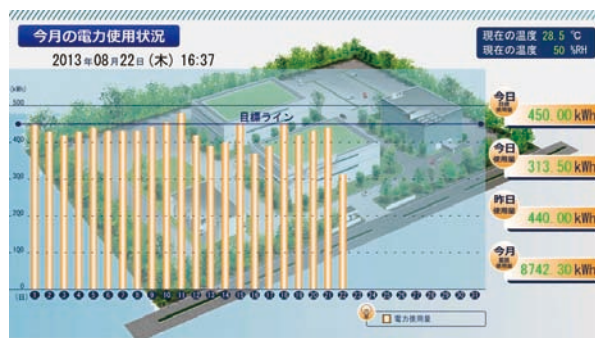 今月の電力使用状況
2013年08月22日(木) 16:37
現在の温度 28.5 ℃
現在の湿度 50 %RH
(kWh)
500
400
300
200
100
0
目標ライン
(日) 1 2 3 4 5 6 7 8 9 10 11 12 13 14 15 16 17 18 19 20 21 22 23 24 25 26 27 28 29 30 31
電力使用量
今日
目標
使用量
450.00 kWh
今日
使用量
313.50 kWh
昨日
使用量
440.00 kWh
今月
使用量
8742.30 kWh